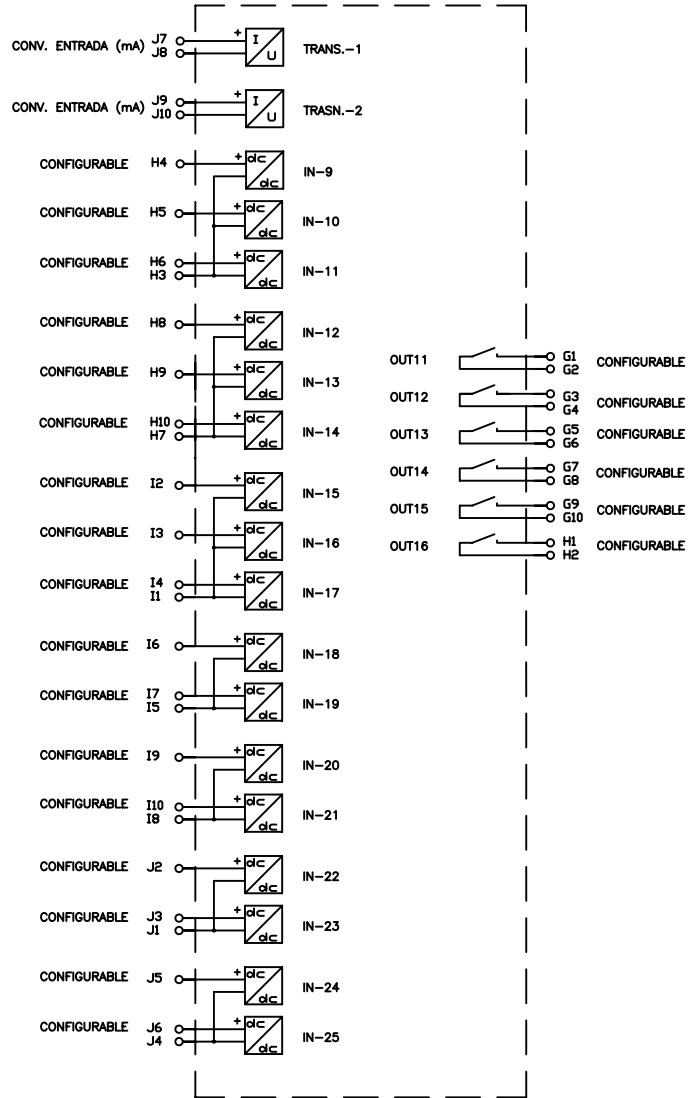 CONV. ENTRADA (mA) J7 + I U TRANS.-1
J8
CONV. ENTRADA (mA) J9 + I U TRASN.-2
J10
CONFIGURABLE H4 + dc dc IN-9
CONFIGURABLE H5 + dc dc IN-10
CONFIGURABLE H6 + dc dc IN-11
H3
CONFIGURABLE H8 + dc dc IN-12
CONFIGURABLE H9 + dc dc IN-13
CONFIGURABLE H10 + dc dc IN-14
H7
CONFIGURABLE I2 + dc dc IN-15
CONFIGURABLE I3 + dc dc IN-16
CONFIGURABLE I4 + dc dc IN-17
I1
CONFIGURABLE I6 + dc dc IN-18
CONFIGURABLE I7 + dc dc IN-19
I5
CONFIGURABLE I9 + dc dc IN-20
CONFIGURABLE I10 + dc dc IN-21
I8
CONFIGURABLE J2 + dc dc IN-22
CONFIGURABLE J3 + dc dc IN-23
J1
CONFIGURABLE J5 + dc dc IN-24
CONFIGURABLE J6 + dc dc IN-25
J4
OUT11 G1 CONFIGURABLE
G2
OUT12 G3 CONFIGURABLE
G4
OUT13 G5 CONFIGURABLE
G6
OUT14 G7 CONFIGURABLE
G8
OUT15 G9 CONFIGURABLE
G10
OUT16 H1 CONFIGURABLE
H2